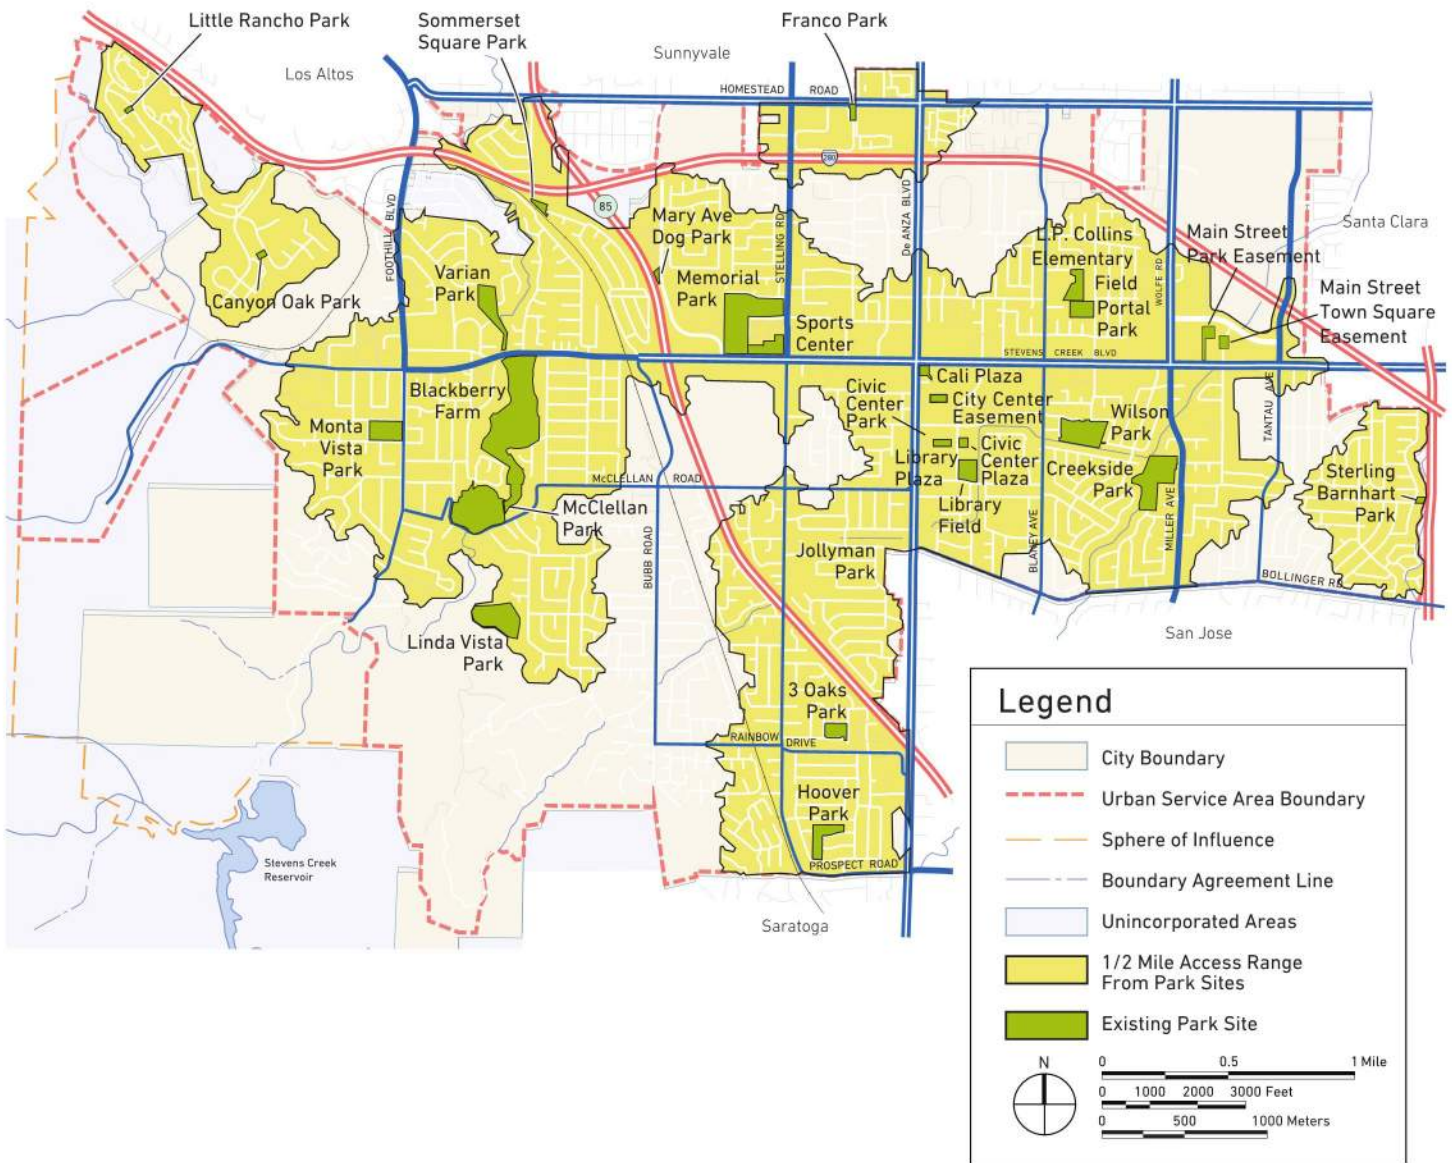 Little Rancho Park
Sommerset
Square Park
Franco Park
Sunnyvale
Los Altos
HOMESTEAD ROAD
280
85
FOOTHILL BLVD
STELLING RD
De ANZA BLVD
WOLFE RD
Santa Clara
Mary Ave
Dog Park
L.P. Collins
Elementary
Field
Main Street
Park Easement
Varian
Park
Memorial
Park
Canyon Oak Park
Portal
Park
Main Street
Town Square
Easement
Sports
Center
STEVENS CREEK BLVD
Blackberry
Farm
Civic
Center
Park
Cali Plaza
City Center
Easement
TANTAU AVE
Monta
Vista
Park
Wilson
Park
Library
Plaza
Civic
Center
Plaza
Creekside
Park
Sterling
Barnhart
Park
McCLELLAN ROAD
McClellan
Park
Library
Field
BUBB ROAD
BLANEY AVE
MILLER AVE
Jollyman
Park
BOLLINGER RD
San Jose
Linda Vista
Park
3 Oaks
Park
RAINBOW DRIVE
Hoover
Park
PROSPECT ROAD
Stevens Creek
Reservoir
Saratoga
Legend
City Boundary
Urban Service Area Boundary
Sphere of Influence
Boundary Agreement Line
Unincorporated Areas
1/2 Mile Access Range
From Park Sites
Existing Park Site
N
0 0.5 1 Mile
0 1000 2000 3000 Feet
0 500 1000 Meters